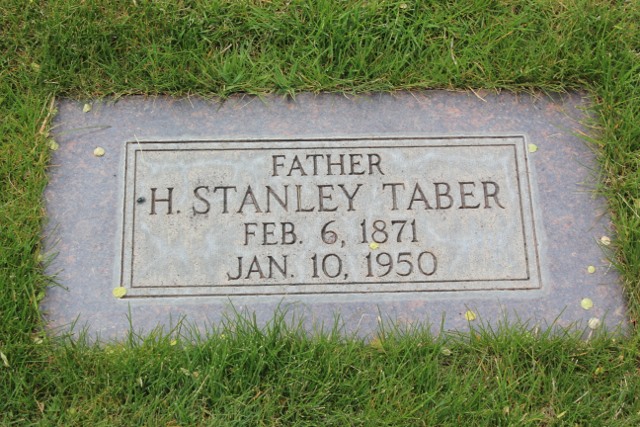 FATHER
H. STANLEY TABER
FEB. 6, 1871
JAN. 10, 1950